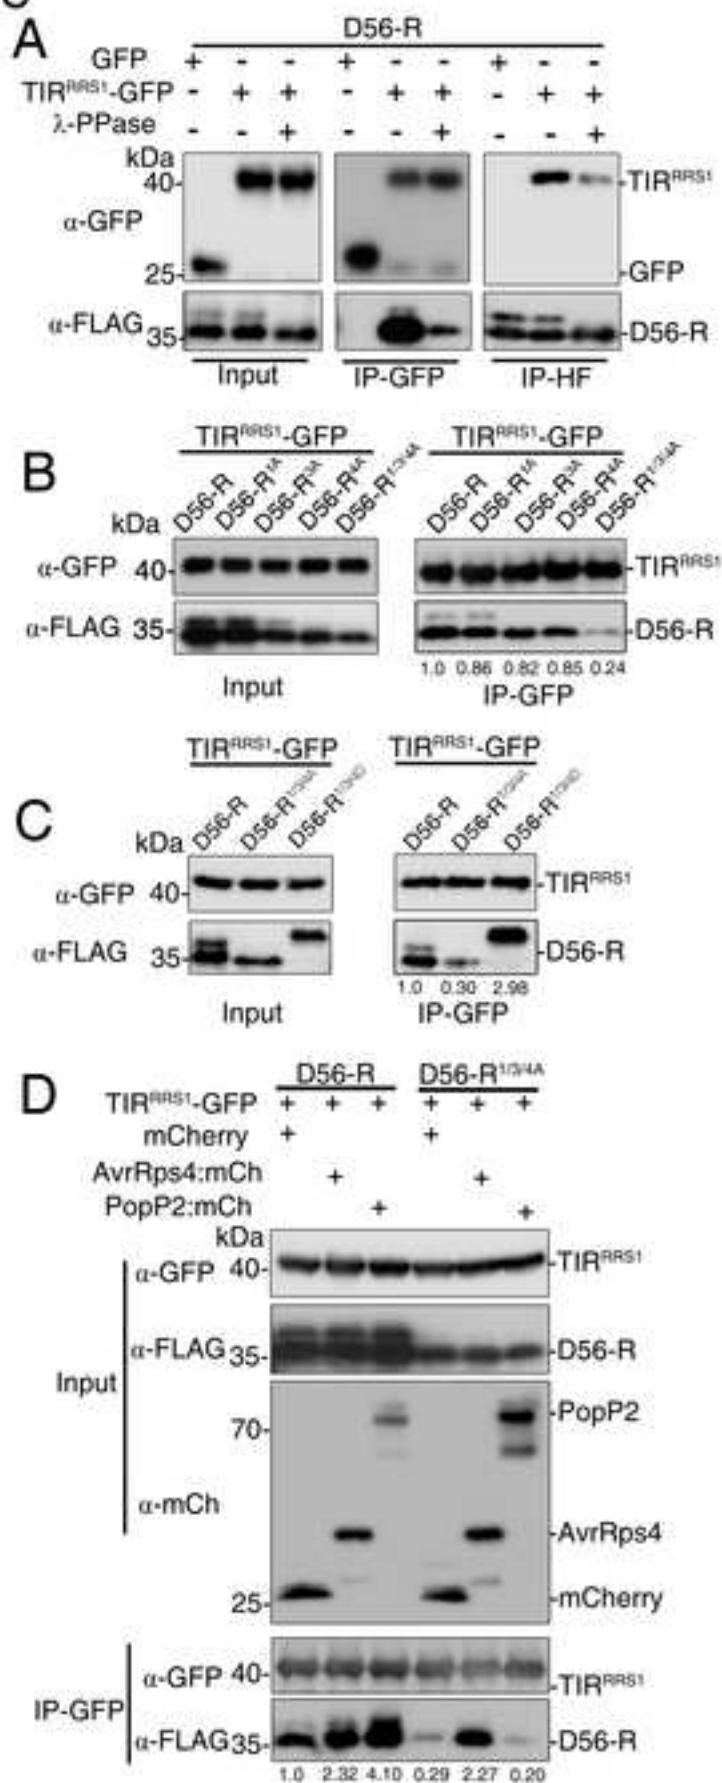 A
D56-R
GFP + - - + - - + - -
TIRᴿᴿˢ¹-GFP - + + - + + - + +
λ-PPase - - + - - + - - +
kDa
α-GFP 40- 25- -TIRᴿᴿˢ¹ -GFP
α-FLAG 35- -D56-R
Input IP-GFP IP-HF
B
TIRᴿᴿˢ¹-GFP TIRᴿᴿˢ¹-GFP
kDa D56-R D56-R¹ᴬ D56-R³ᴬ D56-R⁴ᴬ D56-R¹/³/⁴ᴬ D56-R D56-R¹ᴬ D56-R³ᴬ D56-R⁴ᴬ D56-R¹/³/⁴ᴬ
α-GFP 40- -TIRᴿᴿˢ¹
α-FLAG 35- -D56-R
1.0 0.86 0.82 0.85 0.24
Input IP-GFP
C
TIRᴿᴿˢ¹-GFP TIRᴿᴿˢ¹-GFP
kDa D56-R D56-R¹/³/⁴ᴬ D56-R¹/³/⁴ᴰ D56-R D56-R¹/³/⁴ᴬ D56-R¹/³/⁴ᴰ
α-GFP 40- -TIRᴿᴿˢ¹
α-FLAG 35- -D56-R
1.0 0.30 2.98
Input IP-GFP
D
D56-R D56-R¹/³/⁴ᴬ
TIRᴿᴿˢ¹-GFP + + + + + +
mCherry + +
AvrRps4:mCh + +
PopP2:mCh + +
kDa
Input
α-GFP 40- -TIRᴿᴿˢ¹
α-FLAG 35- -D56-R
α-mCh 70- 25- -PopP2 -AvrRps4 -mCherry
IP-GFP
α-GFP 40- -TIRᴿᴿˢ¹
α-FLAG 35- -D56-R
1.0 2.32 4.10 0.29 2.27 0.20